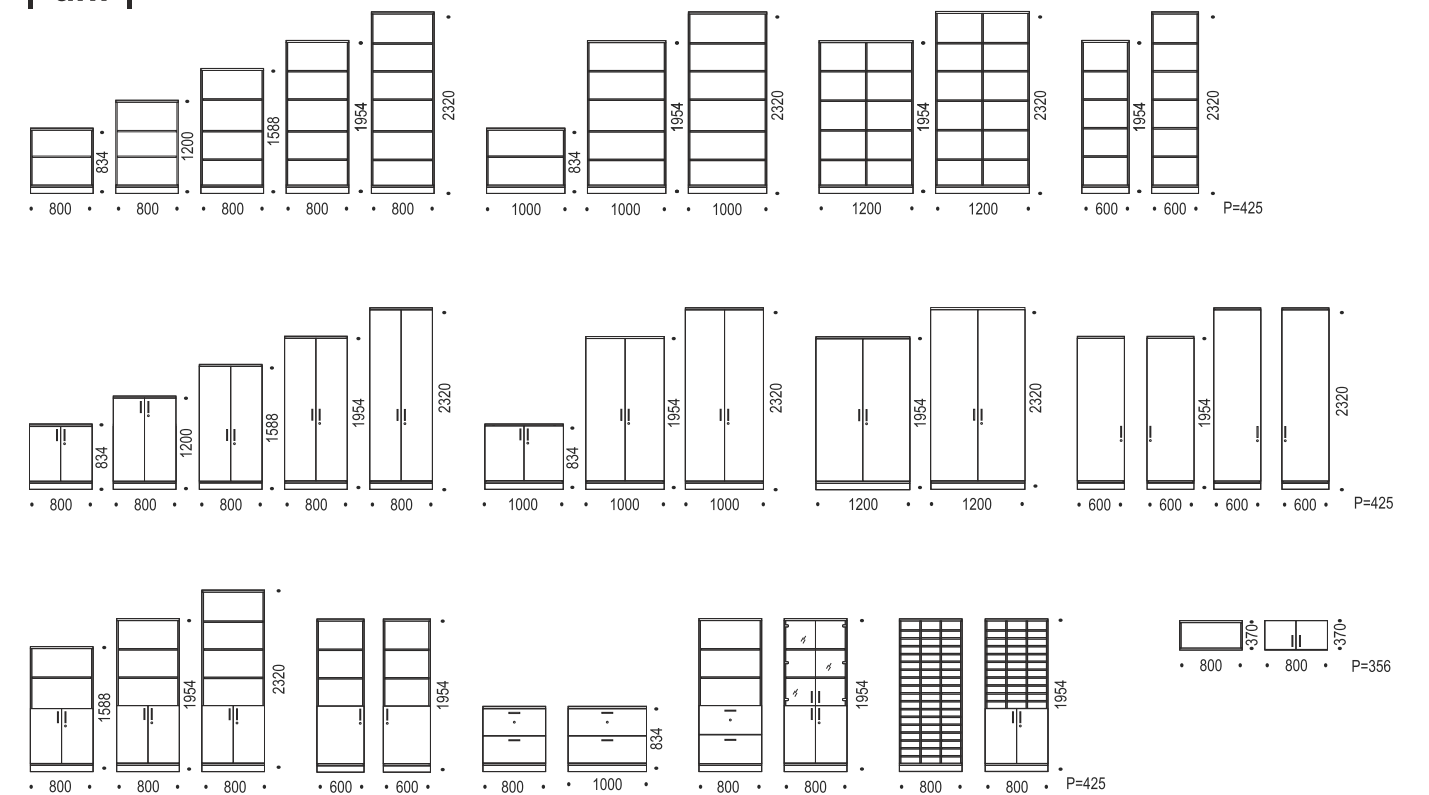 834 1200 1588 1954 2320 834 1954 2320 1954 2320 1954 2320
800 800 800 800 800 1000 1000 1000 1200 1200 600 600 P=425
834 1200 1588 1954 2320 834 1954 2320 1954 2320 1954 2320
800 800 800 800 800 1000 1000 1000 1200 1200 600 600 600 600 P=425
1588 1954 2320 1954 834 1954 1954 370 370
800 800 P=356
800 800 800 600 600 800 1000 800 800 800 800 P=425